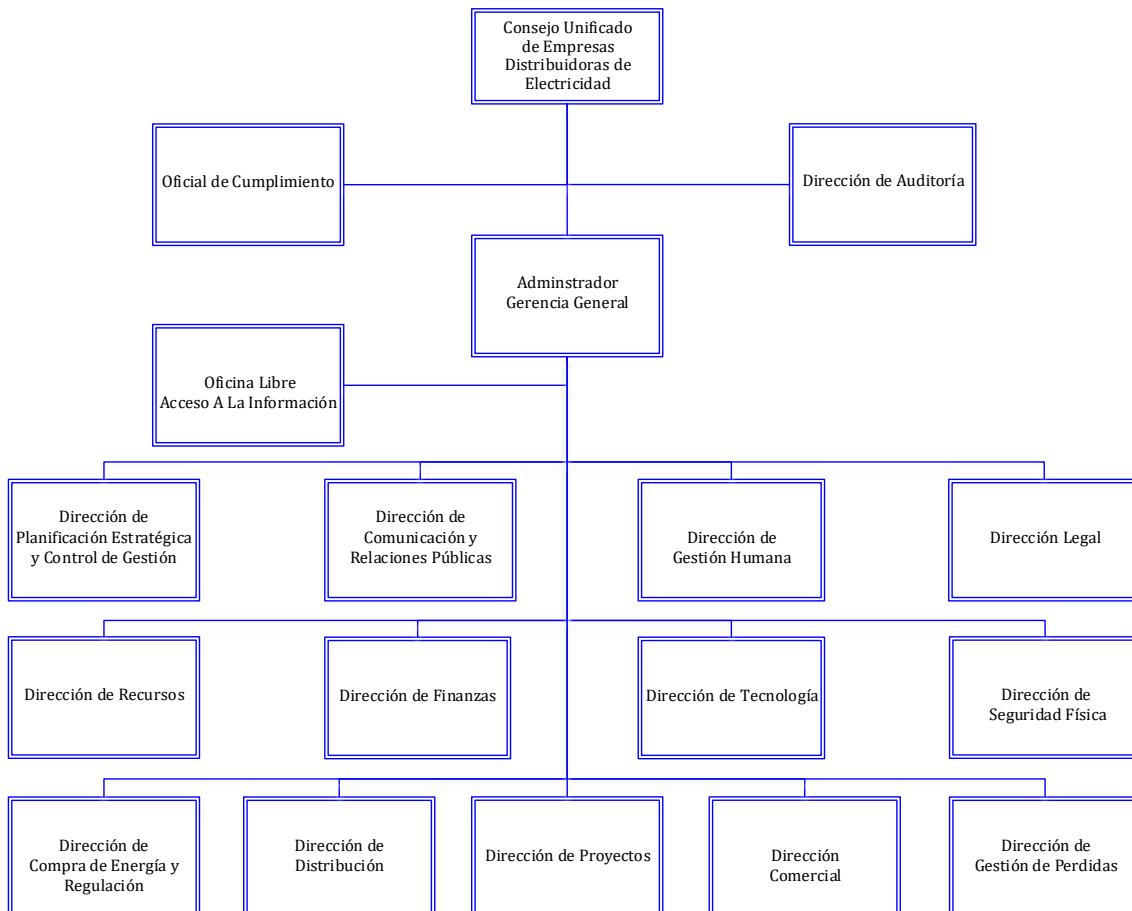 Consejo Unificado
de Empresas
Distribuidoras de
Electricidad
Oficial de Cumplimiento
Dirección de Auditoría
Adminstrador
Gerencia General
Oficina Libre
Acceso A La Información
Dirección de
Planificación Estratégica
y Control de Gestión
Dirección de
Comunicación y
Relaciones Públicas
Dirección de
Gestión Humana
Dirección Legal
Dirección de Recursos
Dirección de Finanzas
Dirección de Tecnología
Dirección de
Seguridad Física
Dirección de
Compra de Energía y
Regulación
Dirección de
Distribución
Dirección de Proyectos
Dirección
Comercial
Dirección de
Gestión de Perdidas